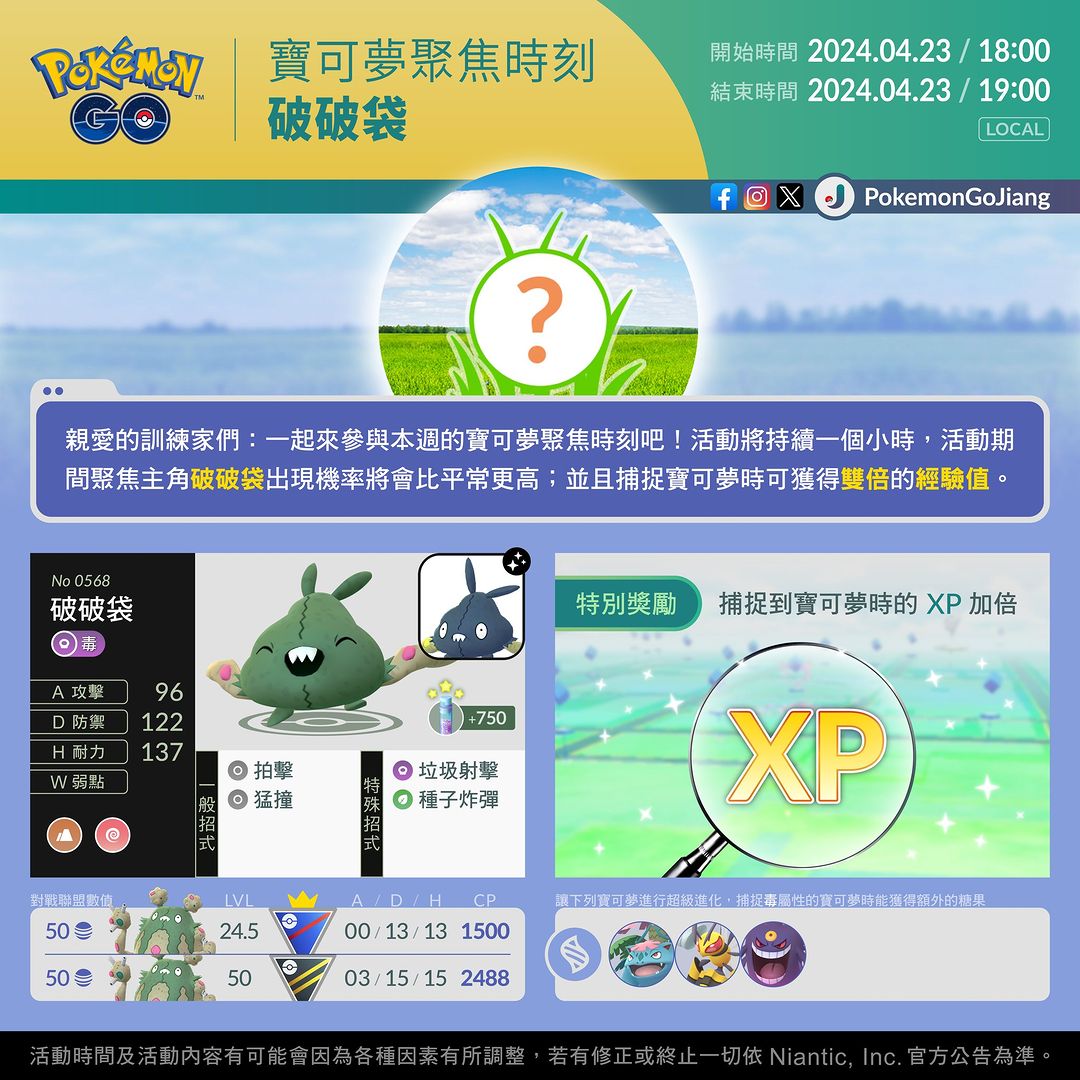 POKÉMON GO
寶可夢聚焦時刻
破破袋
開始時間 2024.04.23 / 18:00
結束時間 2024.04.23 / 19:00
LOCAL
PokemonGoJiang
?
親愛的訓練家們：一起來參與本週的寶可夢聚焦時刻吧！活動將持續一個小時，活動期
間聚焦主角破破袋出現機率將會比平常更高；並且捕捉寶可夢時可獲得雙倍的經驗值。
No 0568
破破袋
毒
A 攻擊 96
D 防禦 122
H 耐力 137
W 弱點
+750
一般招式
拍擊
猛撞
特殊招式
垃圾射擊
種子炸彈
特別獎勵 捕捉到寶可夢時的 XP 加倍
XP
對戰聯盟數值 LVL A / D / H CP
50 24.5 00 / 13 / 13 1500
50 50 03 / 15 / 15 2488
讓下列寶可夢進行超級進化，捕捉毒屬性的寶可夢時能獲得額外的糖果
活動時間及活動內容有可能會因為各種因素有所調整，若有修正或終止一切依 Niantic, Inc. 官方公告為準。